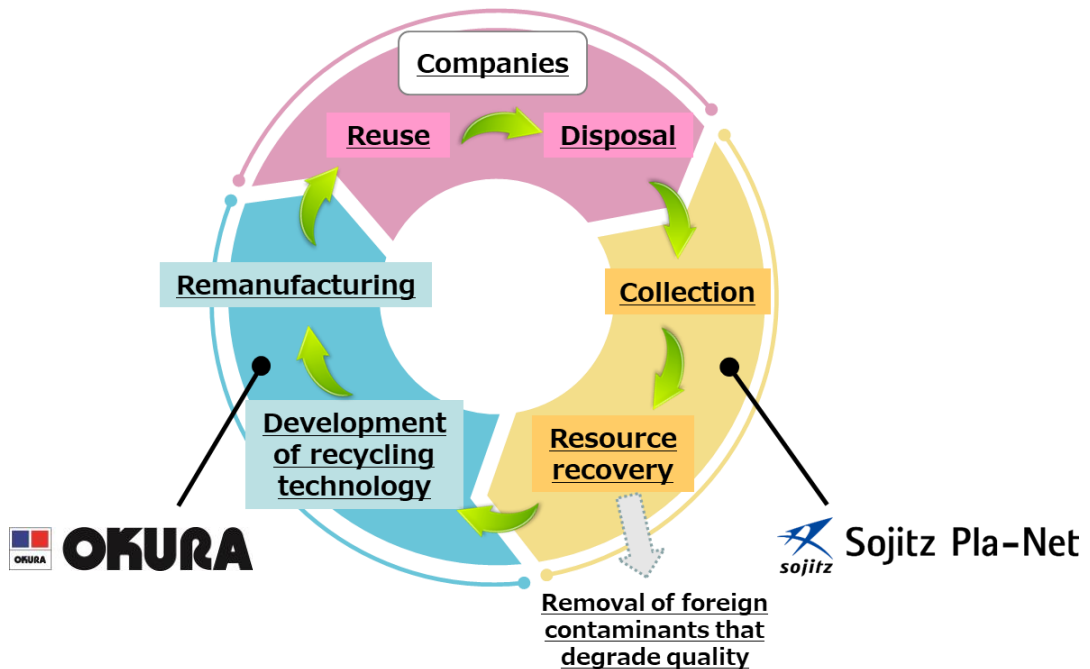 Companies
Reuse
Disposal
Remanufacturing
Collection
Development
of recycling
technology
Resource
recovery
OKURA
OKURA
sojitz
Sojitz Pla-Net
Removal of foreign
contaminants that
degrade quality